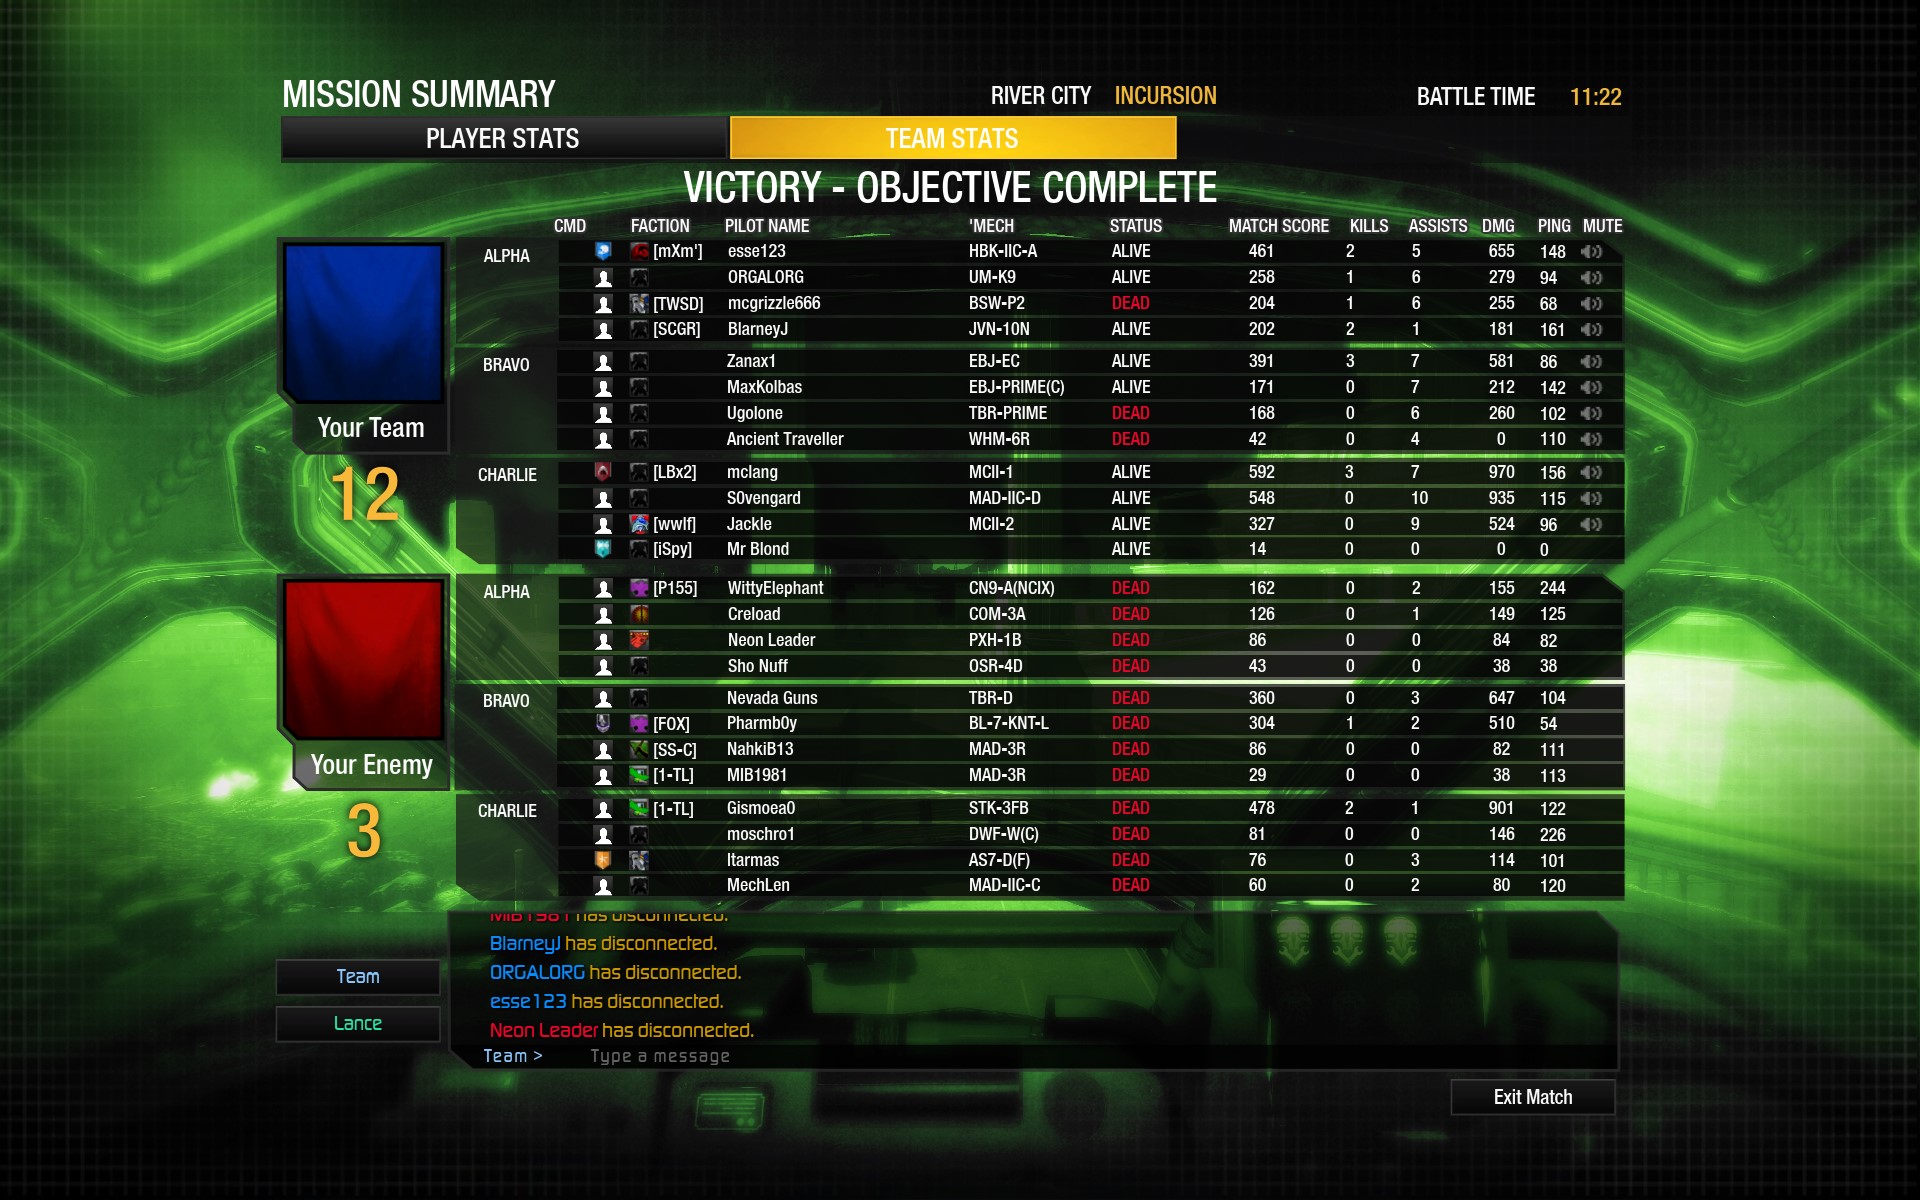 MISSION SUMMARY RIVER CITY INCURSION BATTLE TIME 11:22
PLAYER STATS TEAM STATS
VICTORY - OBJECTIVE COMPLETE
CMD FACTION PILOT NAME 'MECH STATUS MATCH SCORE KILLS ASSISTS DMG PING MUTE
ALPHA [mXm'] esse123 HBK-IIC-A ALIVE 461 2 5 655 148
ORGALORG UM-K9 ALIVE 258 1 6 279 94
[TWSD] mcgrizzle666 BSW-P2 DEAD 204 1 6 255 68
[SCGR] BlarneyJ JVN-10N ALIVE 202 2 1 181 161
BRAVO Zanax1 EBJ-EC ALIVE 391 3 7 581 86
MaxKolbas EBJ-PRIME(C) ALIVE 171 0 7 212 142
Ugolone TBR-PRIME DEAD 168 0 6 260 102
Your Team
Ancient Traveller WHM-6R DEAD 42 0 4 0 110
CHARLIE [LBx2] mclang MCII-1 ALIVE 592 3 7 970 156
12
S0vengard MAD-IIC-D ALIVE 548 0 10 935 115
[wwlf] Jackle MCII-2 ALIVE 327 0 9 524 96
[iSpy] Mr Blond ALIVE 14 0 0 0 0
ALPHA [P155] WittyElephant CN9-A(NCIX) DEAD 162 0 2 155 244
Creload COM-3A DEAD 126 0 1 149 125
Neon Leader PXH-1B DEAD 86 0 0 84 82
Sho Nuff OSR-4D DEAD 43 0 0 38 38
BRAVO Nevada Guns TBR-D DEAD 360 0 3 647 104
[FOX] Pharmb0y BL-7-KNT-L DEAD 304 1 2 510 54
[SS-C] NahkiB13 MAD-3R DEAD 86 0 0 82 111
Your Enemy
[1-TL] MIB1981 MAD-3R DEAD 29 0 0 38 113
CHARLIE [1-TL] Gismoea0 STK-3FB DEAD 478 2 1 901 122
3
moschro1 DWF-W(C) DEAD 81 0 0 146 226
Itarmas AS7-D(F) DEAD 76 0 3 114 101
MechLen MAD-IIC-C DEAD 60 0 2 80 120
MIB1981 has disconnected.
BlarneyJ has disconnected.
ORGALORG has disconnected.
esse123 has disconnected.
Neon Leader has disconnected.
Team
Lance
Team > Type a message
Exit Match